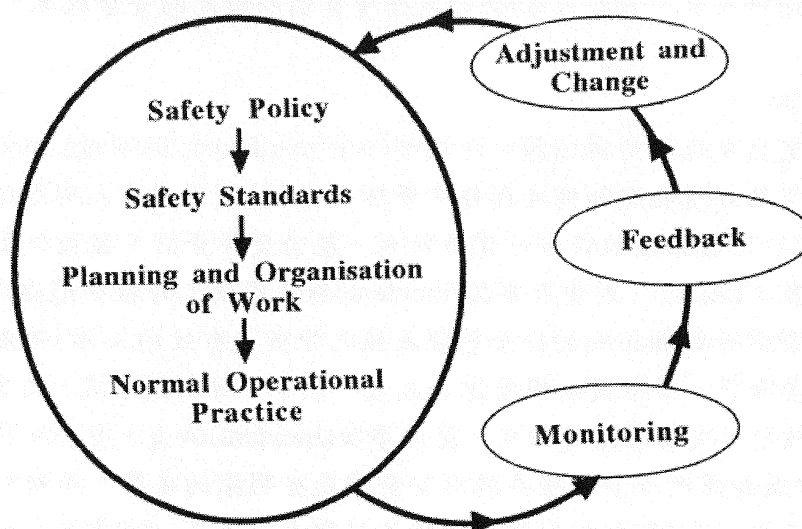 Safety Policy
Safety Standards
Planning and Organisation
of Work
Normal Operational
Practice
Monitoring
Feedback
Adjustment and
Change